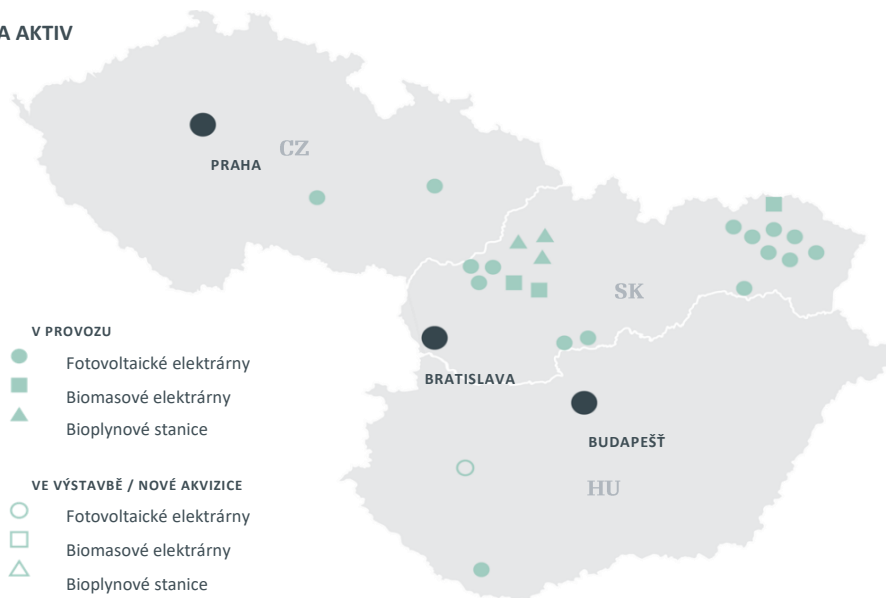 A AKTIV
CZ
PRAHA
SK
BRATISLAVA
BUDAPEŠŤ
HU
V PROVOZU
Fotovoltaické elektrárny
Biomasové elektrárny
Bioplynové stanice
VE VÝSTAVBĚ / NOVÉ AKVIZICE
Fotovoltaické elektrárny
Biomasové elektrárny
Bioplynové stanice